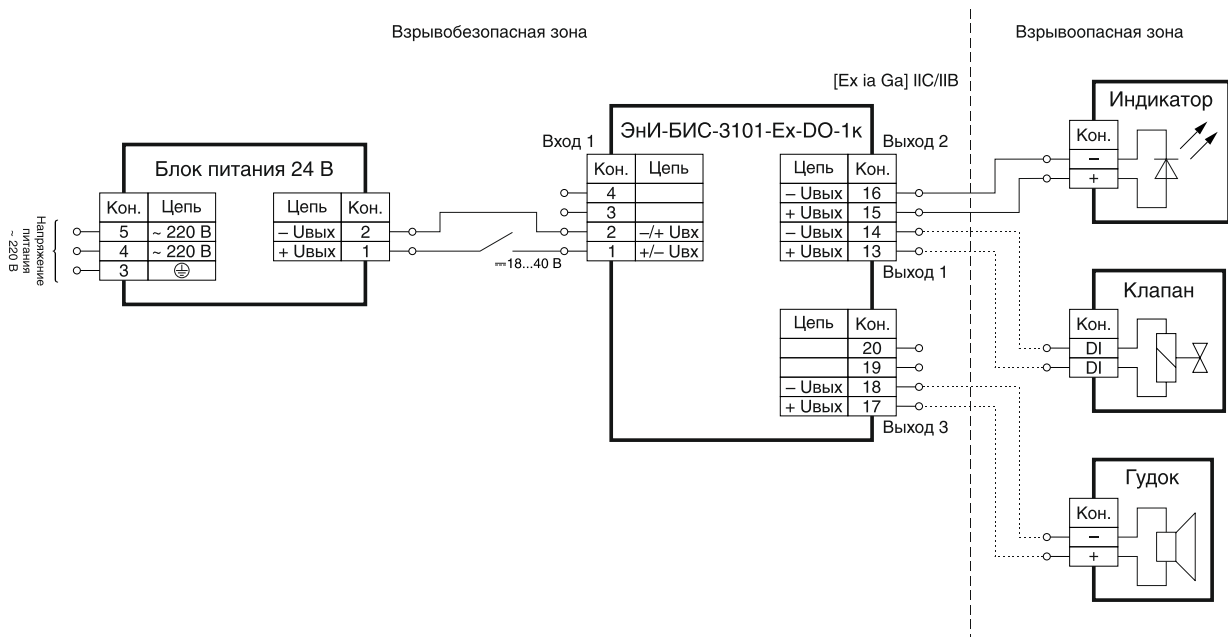 Взрывобезопасная зона
Взрывоопасная зона
[Ex ia Ga] IIC/IIB
Напряжение
питания
~ 220 В
Блок питания 24 В
Кон. Цепь
5 ~ 220 В
4 ~ 220 В
3
Цепь Кон.
– Uвых 2
+ Uвых 1
⎓18...40 В
ЭнИ-БИС-3101-Ex-DO-1к
Вход 1
Кон. Цепь
4
3
2 –/+ Uвх
1 +/– Uвх
Выход 2
Цепь Кон.
– Uвых 16
+ Uвых 15
– Uвых 14
+ Uвых 13
Выход 1
Цепь Кон.
20
19
– Uвых 18
+ Uвых 17
Выход 3
Индикатор
Кон.
–
+
Клапан
Кон.
DI
DI
Гудок
Кон.
–
+